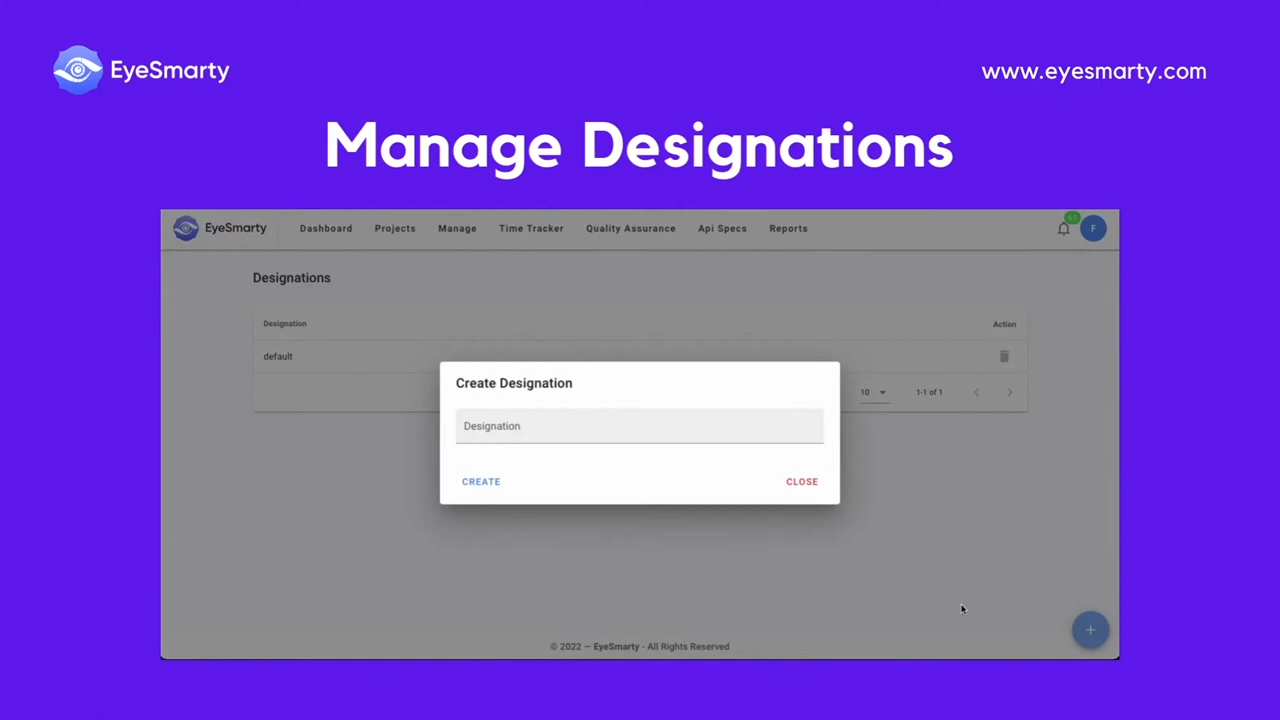 EyeSmarty
www.eyesmarty.com
Manage Designations
EyeSmarty
Dashboard Projects Manage Time Tracker Quality Assurance Api Specs Reports
F
Designations
Designation Action
default
10 1-1 of 1
Create Designation
Designation
CREATE CLOSE
© 2022 — EyeSmarty - All Rights Reserved